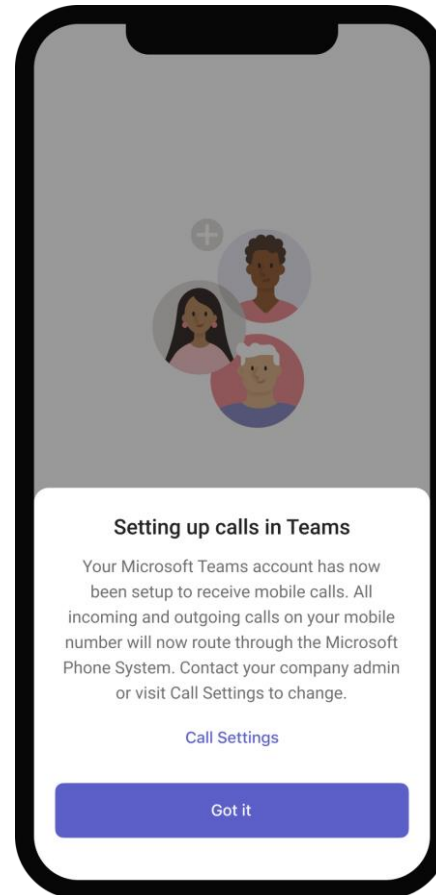 Setting up calls in Teams
Your Microsoft Teams account has now
been setup to receive mobile calls. All
incoming and outgoing calls on your mobile
number will now route through the Microsoft
Phone System. Contact your company admin
or visit Call Settings to change.
Call Settings
Got it